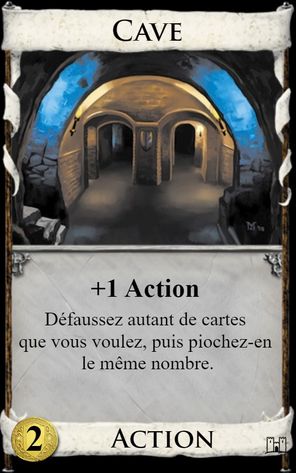 CAVE
+1 Action
Défaussez autant de cartes
que vous voulez, puis piochez-en
le même nombre.
2
ACTION